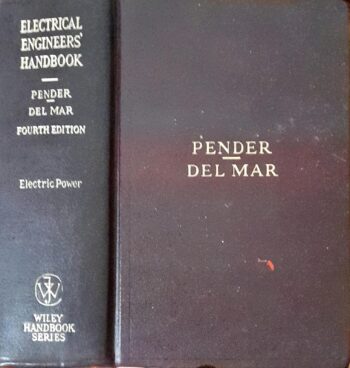 ELECTRICAL
ENGINEERS'
HANDBOOK
PENDER
DEL MAR
FOURTH EDITION
Electric Power
WILEY
HANDBOOK
SERIES
PENDER
DEL MAR